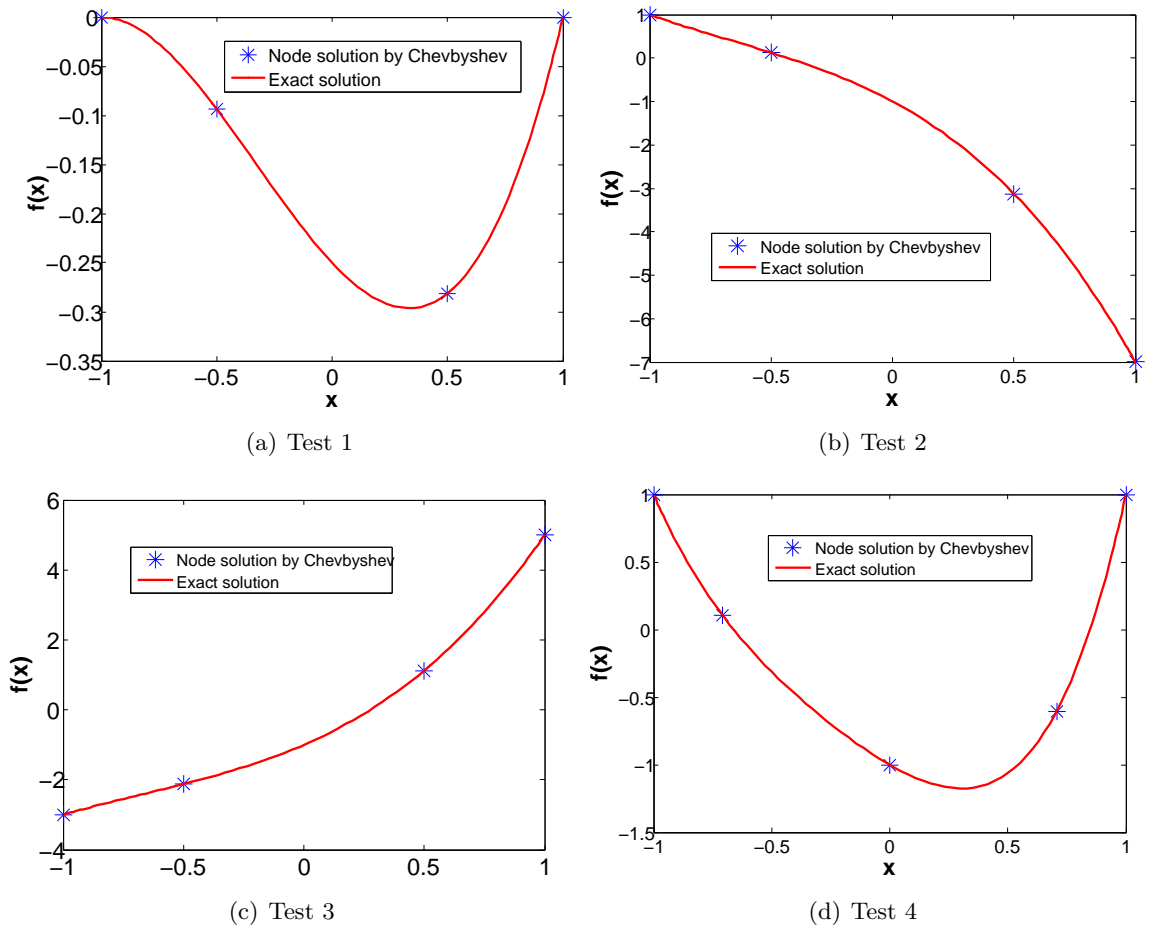 0
−0.05
−0.1
−0.15
−0.2
−0.25
−0.3
−0.35
f(x)
Node solution by Chevbyshev
Exact solution
−1
−0.5
0
0.5
1
x
(a) Test 1
1
0
−1
−2
−3
−4
−5
−6
−7
f(x)
Node solution by Chevbyshev
Exact solution
−1
−0.5
0
0.5
1
x
(b) Test 2
6
4
2
0
−2
−4
f(x)
Node solution by Chevbyshev
Exact solution
−1
−0.5
0
0.5
1
(c) Test 3
1
0.5
0
−0.5
−1
−1.5
f(x)
Node solution by Chevbyshev
Exact solution
−1
−0.5
0
0.5
1
x
(d) Test 4